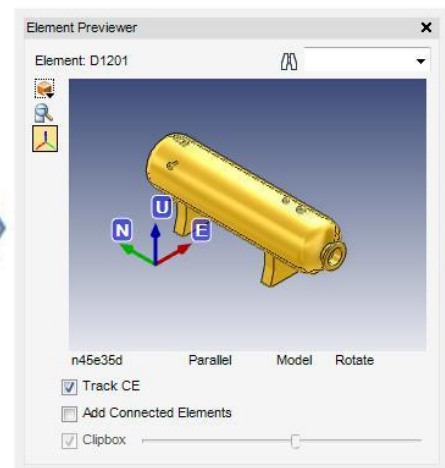 Element Previewer
Element: D1201
U
N
E
n45e35d Parallel Model Rotate
Track CE
Add Connected Elements
Clipbox